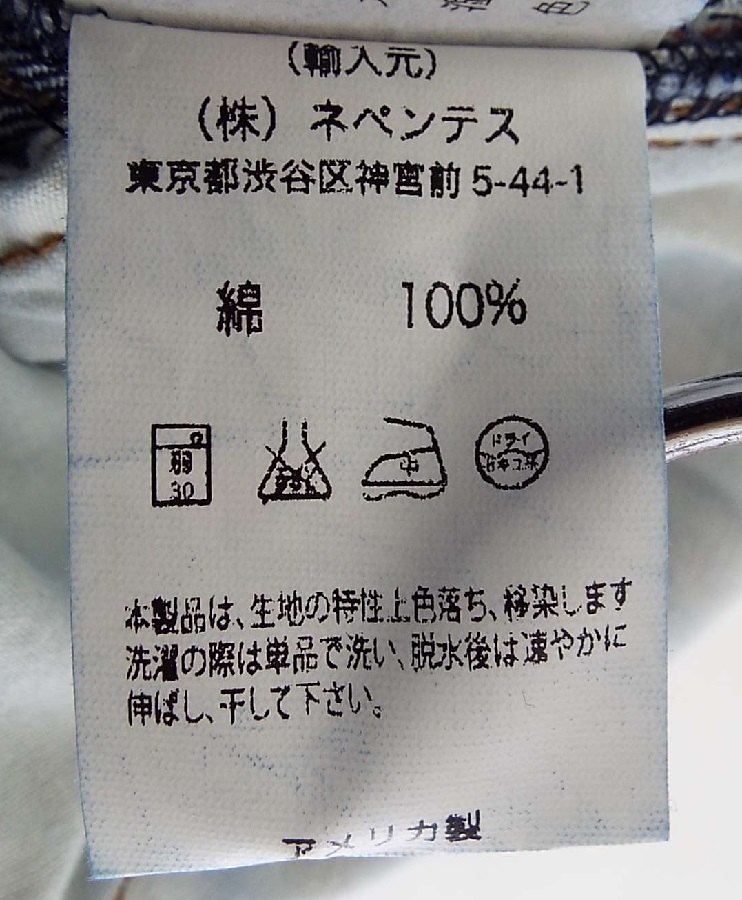 (輸入元)
(株) ネペンテス
東京都渋谷区神宮前 5-44-1
綿 100%
弱
30
中
ドライ
セキユ系
本製品は、生地の特性上色落ち、移染します
洗濯の際は単品で洗い、脱水後は速やかに
伸ばし、干して下さい。
アメリカ製